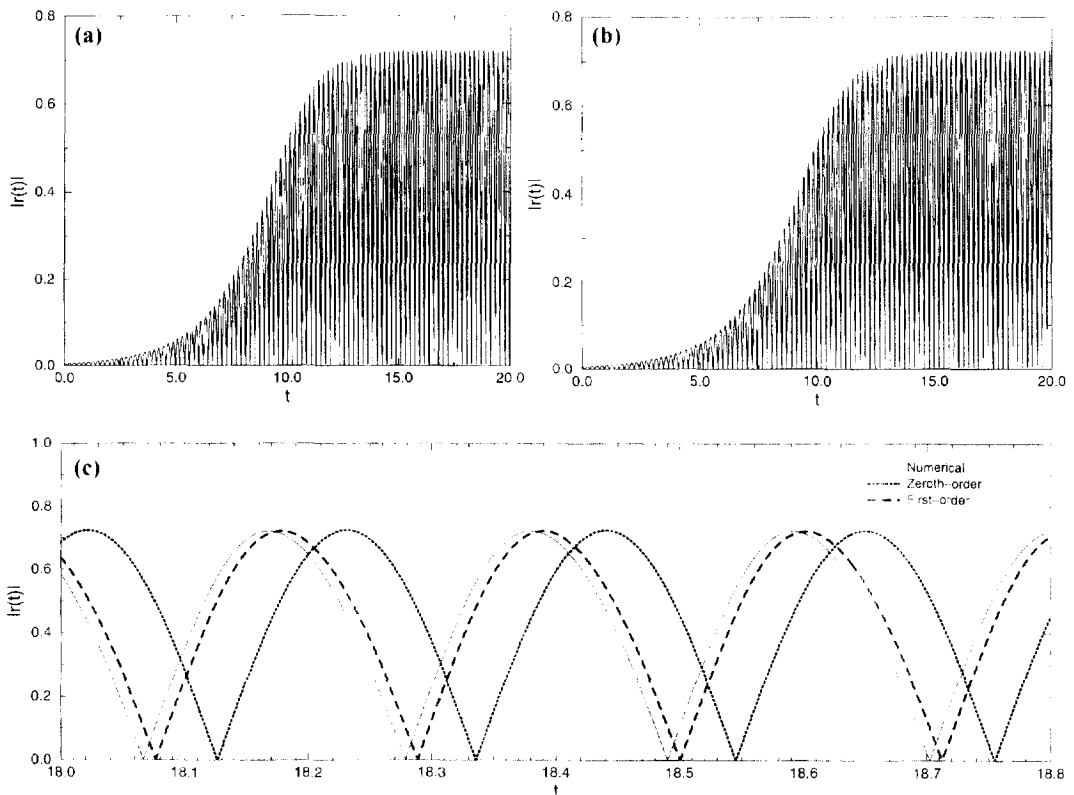 (a)
0.8
0.6
0.4
0.2
0.0
|r(t)|
0.0 5.0 10.0 15.0 20.0
t
(b)
0.8
0.6
0.4
0.2
0.0
|r(t)|
0.0 5.0 10.0 15.0 20.0
t
(c)
1.0
0.8
0.6
0.4
0.2
0.0
|r(t)|
Numerical
Zeroth-order
First-order
18.0 18.1 18.2 18.3 18.4 18.5 18.6 18.7 18.8
t